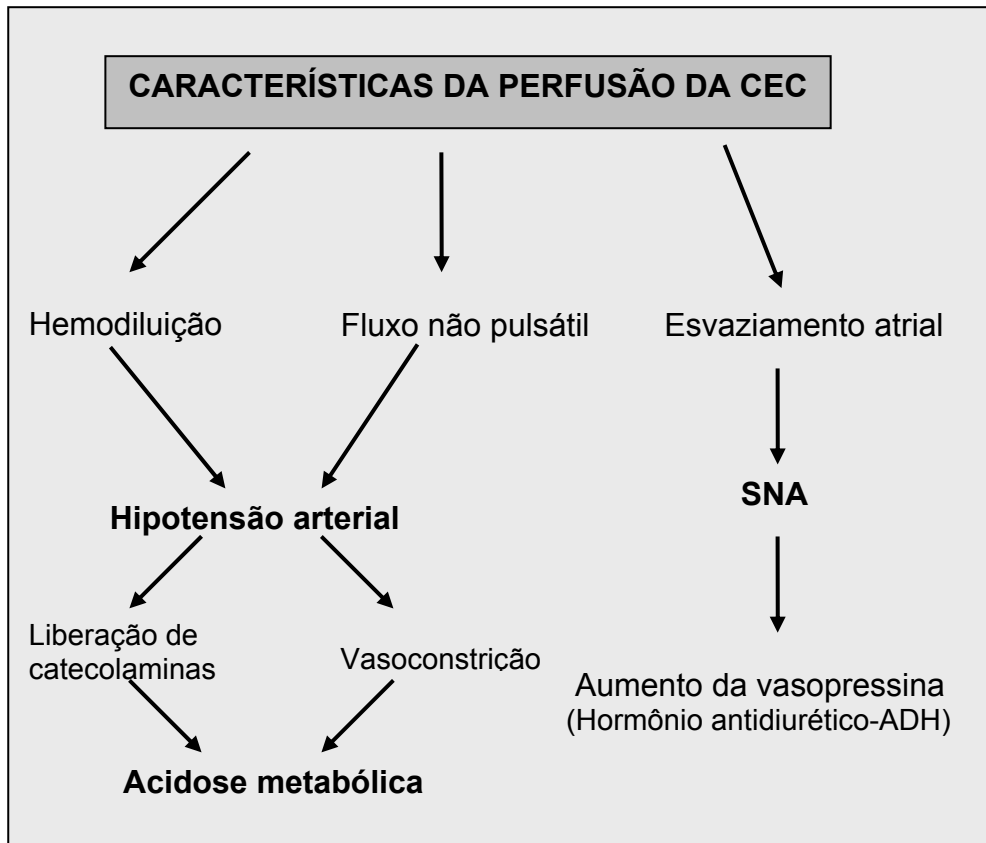 CARACTERÍSTICAS DA PERFUSÃO DA CEC
Hemodiluição
Fluxo não pulsátil
Esvaziamento atrial
Hipotensão arterial
SNA
Liberação de
catecolaminas
Vasoconstrição
Aumento da vasopressina
(Hormônio antidiurético-ADH)
Acidose metabólica